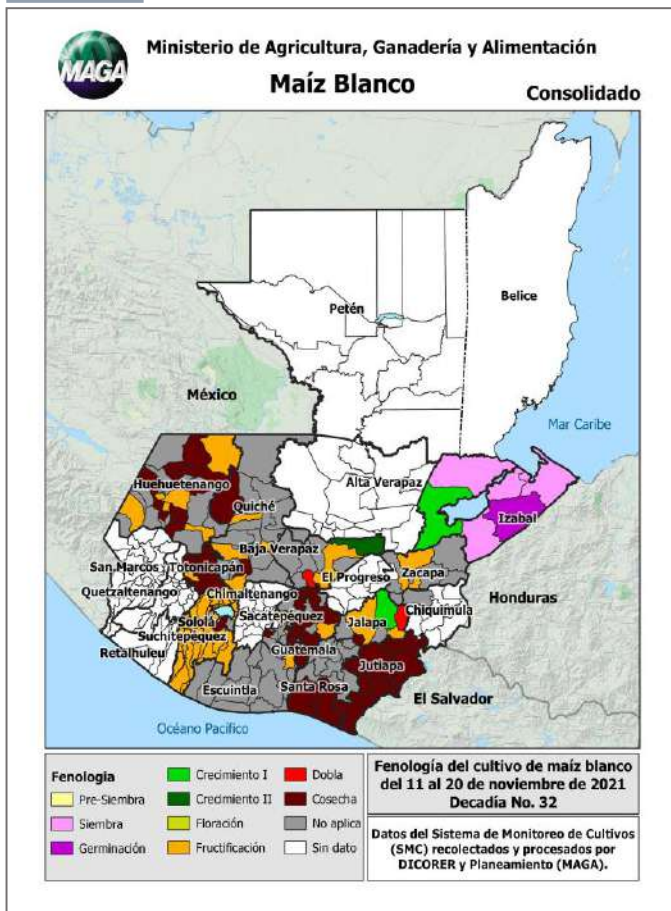 MAGA
Ministerio de Agricultura, Ganadería y Alimentación
Maíz Blanco
Consolidado
Petén
Belice
México
Mar Caribe
Huehuetenango
Alta Verapaz
Quiché
Izabal
Baja Verapaz
San Marcos
Totonicapán
El Progreso
Zacapa
Quetzaltenango
Chimaltenango
Honduras
Sololá
Sacatepéquez
Jalapa
Chiquimula
Suchitepéquez
Retalhuleu
Guatemala
Jutiapa
Escuintla
Santa Rosa
El Salvador
Océano Pacífico
Fenologia
Pre-Siembra
Siembra
Germinación
Crecimiento I
Crecimiento II
Floración
Fructificación
Dobla
Cosecha
No aplica
Sin dato
Fenología del cultivo de maíz blanco
del 11 al 20 de noviembre de 2021
Decadía No. 32
Datos del Sistema de Monitoreo de Cultivos
(SMC) recolectados y procesados por
DICORER y Planeamiento (MAGA).